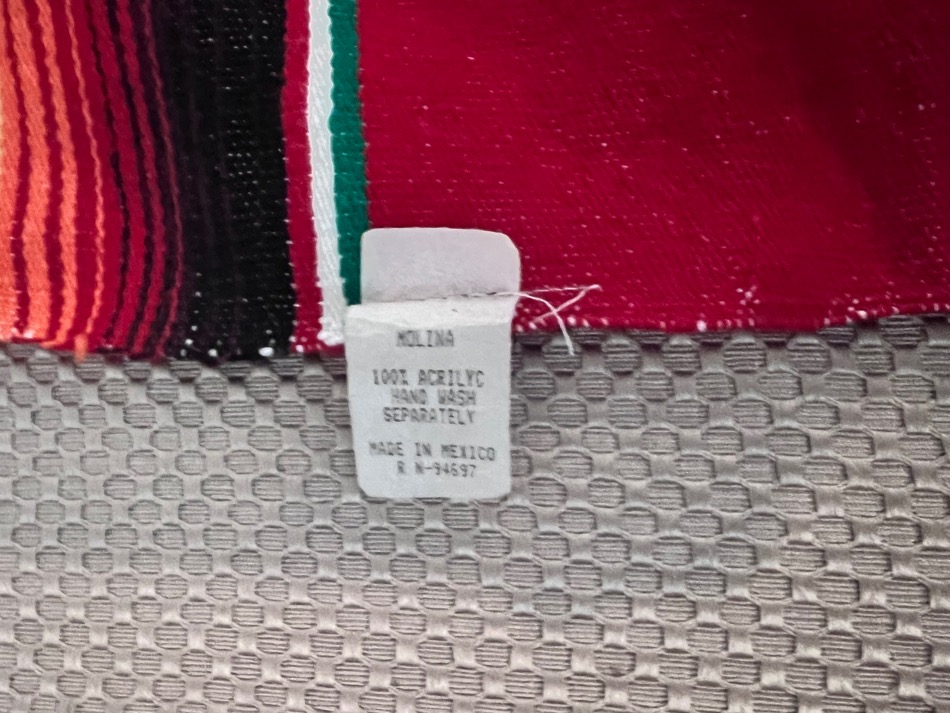 MOLINA
100% ACRILYC
HAND WASH
SEPARATELY
MADE IN MEXICO
R N-94697